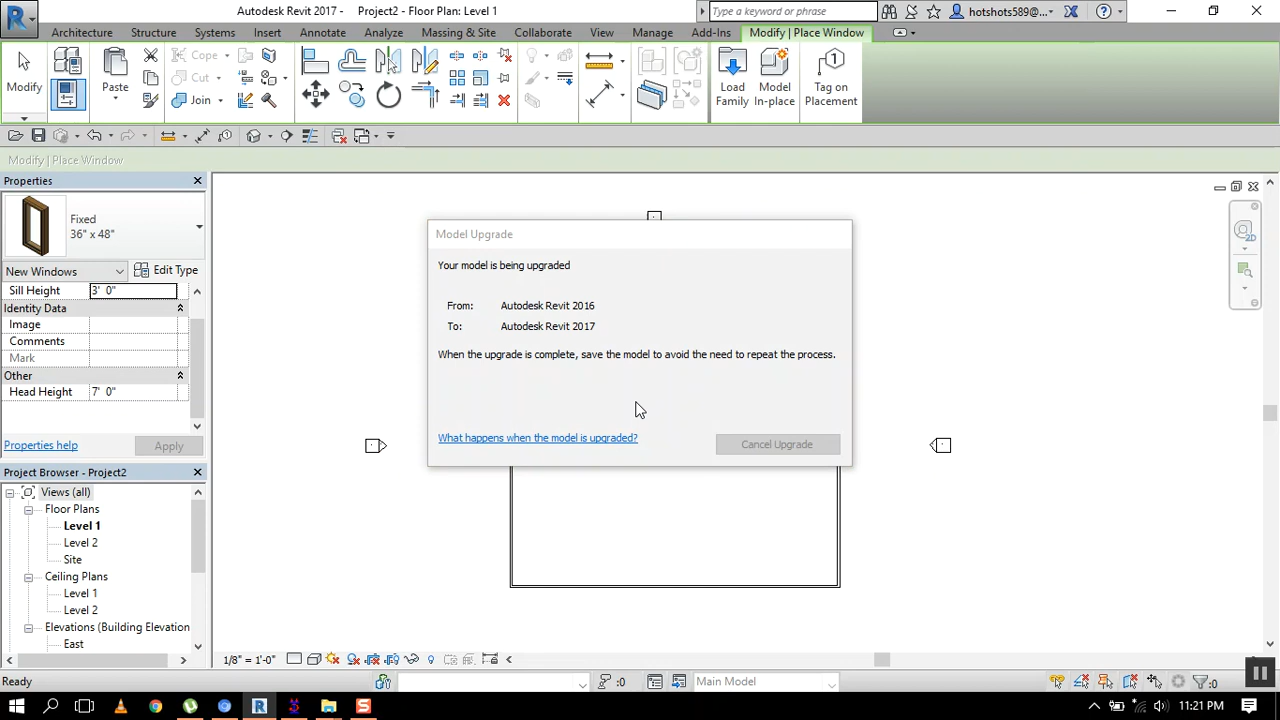 Autodesk Revit 2017 - Project2 - Floor Plan: Level 1
Type a keyword or phrase
hotshots589@...
Architecture Structure Systems Insert Annotate Analyze Massing & Site Collaborate View Manage Add-Ins Modify | Place Window
Modify
Paste
Cope
Cut
Join
Load Family
Model In-place
Tag on Placement
Modify | Place Window
Properties
Fixed
36" x 48"
New Windows
Edit Type
Sill Height 3' 0"
Identity Data
Image
Comments
Mark
Other
Head Height 7' 0"
Properties help
Apply
Project Browser - Project2
Views (all)
Floor Plans
Level 1
Level 2
Site
Ceiling Plans
Level 1
Level 2
Elevations (Building Elevation
East
Model Upgrade
Your model is being upgraded
From: Autodesk Revit 2016
To: Autodesk Revit 2017
When the upgrade is complete, save the model to avoid the need to repeat the process.
What happens when the model is upgraded?
Cancel Upgrade
2D
1/8" = 1'-0"
Ready
:0
Main Model
:0
11:21 PM